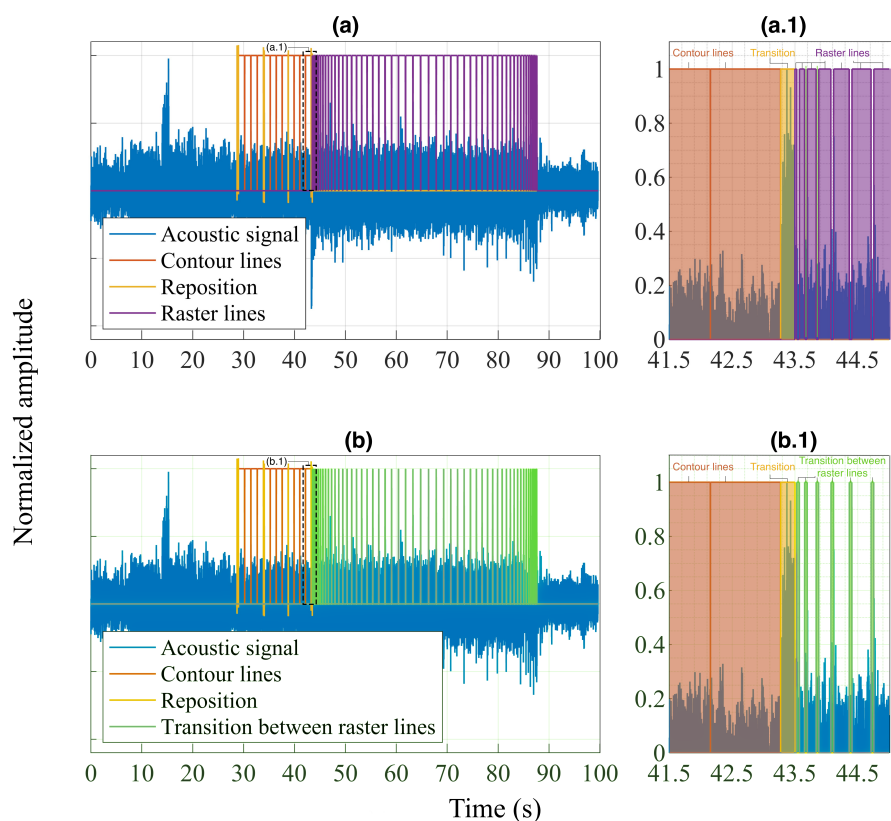 (a)
(a.1)
Acoustic signal
Contour lines
Reposition
Raster lines
0 10 20 30 40 50 60 70 80 90 100
(a.1)
Contour lines Transition Raster lines
1
0.8
0.6
0.4
0.2
0
41.5 42.5 43.5 44.5
Normalized amplitude
(b)
(b.1)
Acoustic signal
Contour lines
Reposition
Transition between raster lines
0 10 20 30 40 50 60 70 80 90 100
(b.1)
Contour lines Transition Transition between
raster lines
1
0.8
0.6
0.4
0.2
0
41.5 42.5 43.5 44.5
Time (s)